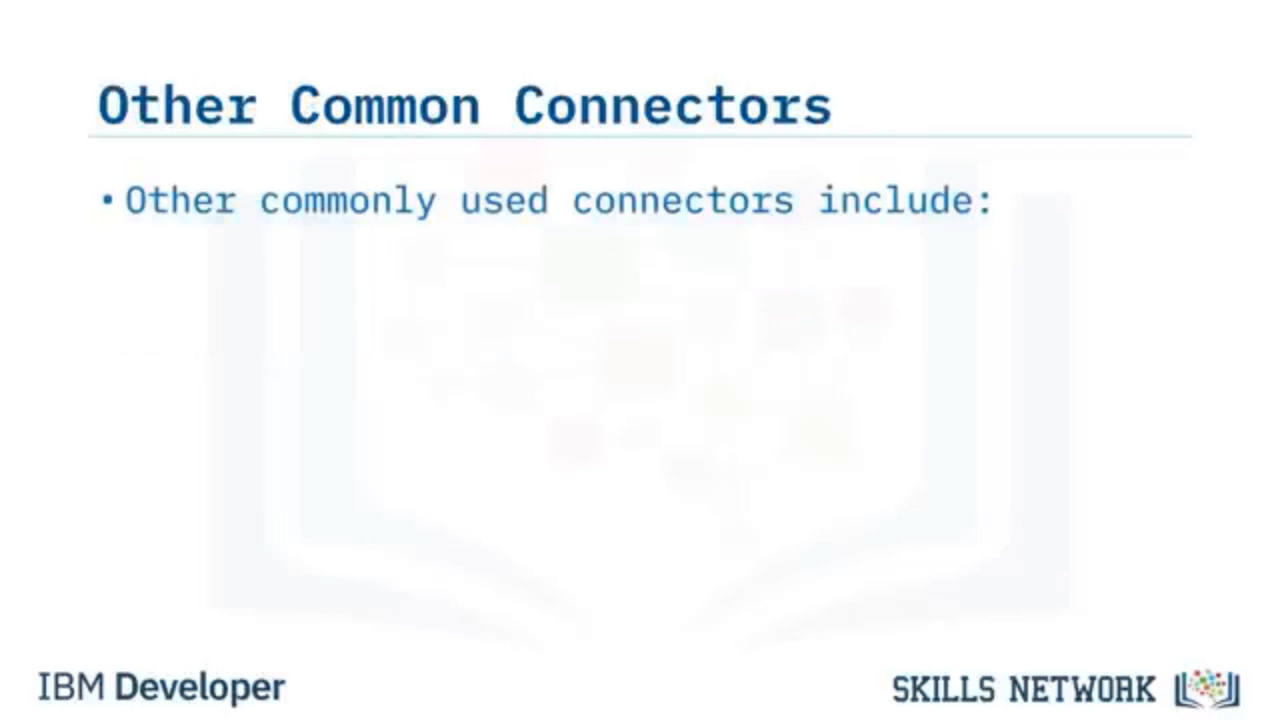 Other Common Connectors
• Other commonly used connectors include:
IBM Developer
SKILLS NETWORK